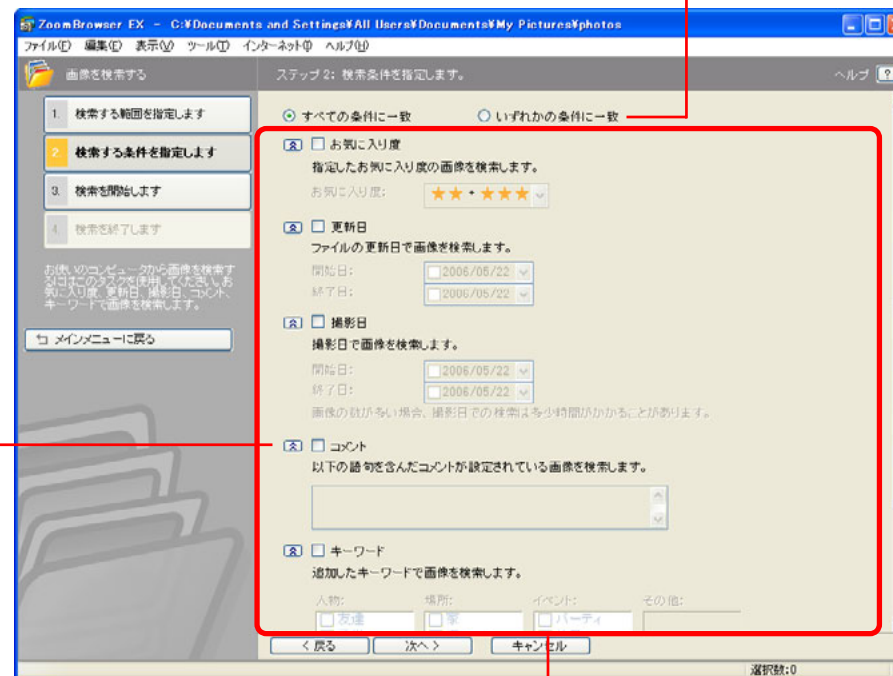 ZoomBrowser EX - C:¥Documents and Settings¥All Users¥Documents¥My Pictures¥photos
ファイル(F) 編集(E) 表示(V) ツール(T) インターネット(I) ヘルプ(H)
画像を検索する
ステップ2: 検索条件を指定します。
ヘルプ ?
1. 検索する範囲を指定します
2. 検索する条件を指定します
3. 検索を開始します
4. 検索を終了します
お使いのコンピュータから画像を検索す
るにはこのタスクを使用してください。お
気に入り度、更新日、撮影日、コメント、
キーワードで画像を検索します。
メインメニューに戻る
すべての条件に一致 いずれかの条件に一致
お気に入り度
指定したお気に入り度の画像を検索します。
お気に入り度: ★★・★★★
更新日
ファイルの更新日で画像を検索します。
開始日: 2006/05/22
終了日: 2006/05/22
撮影日
撮影日で画像を検索します。
開始日: 2006/05/22
終了日: 2006/05/22
画像の数が多い場合、撮影日での検索は多少時間がかかることがあります。
コメント
以下の語句を含んだコメントが設定されている画像を検索します。
キーワード
追加したキーワードで画像を検索します。
人物: 場所: イベント: その他:
友達 家 パーティ
< 戻る 次へ > キャンセル
選択数:0